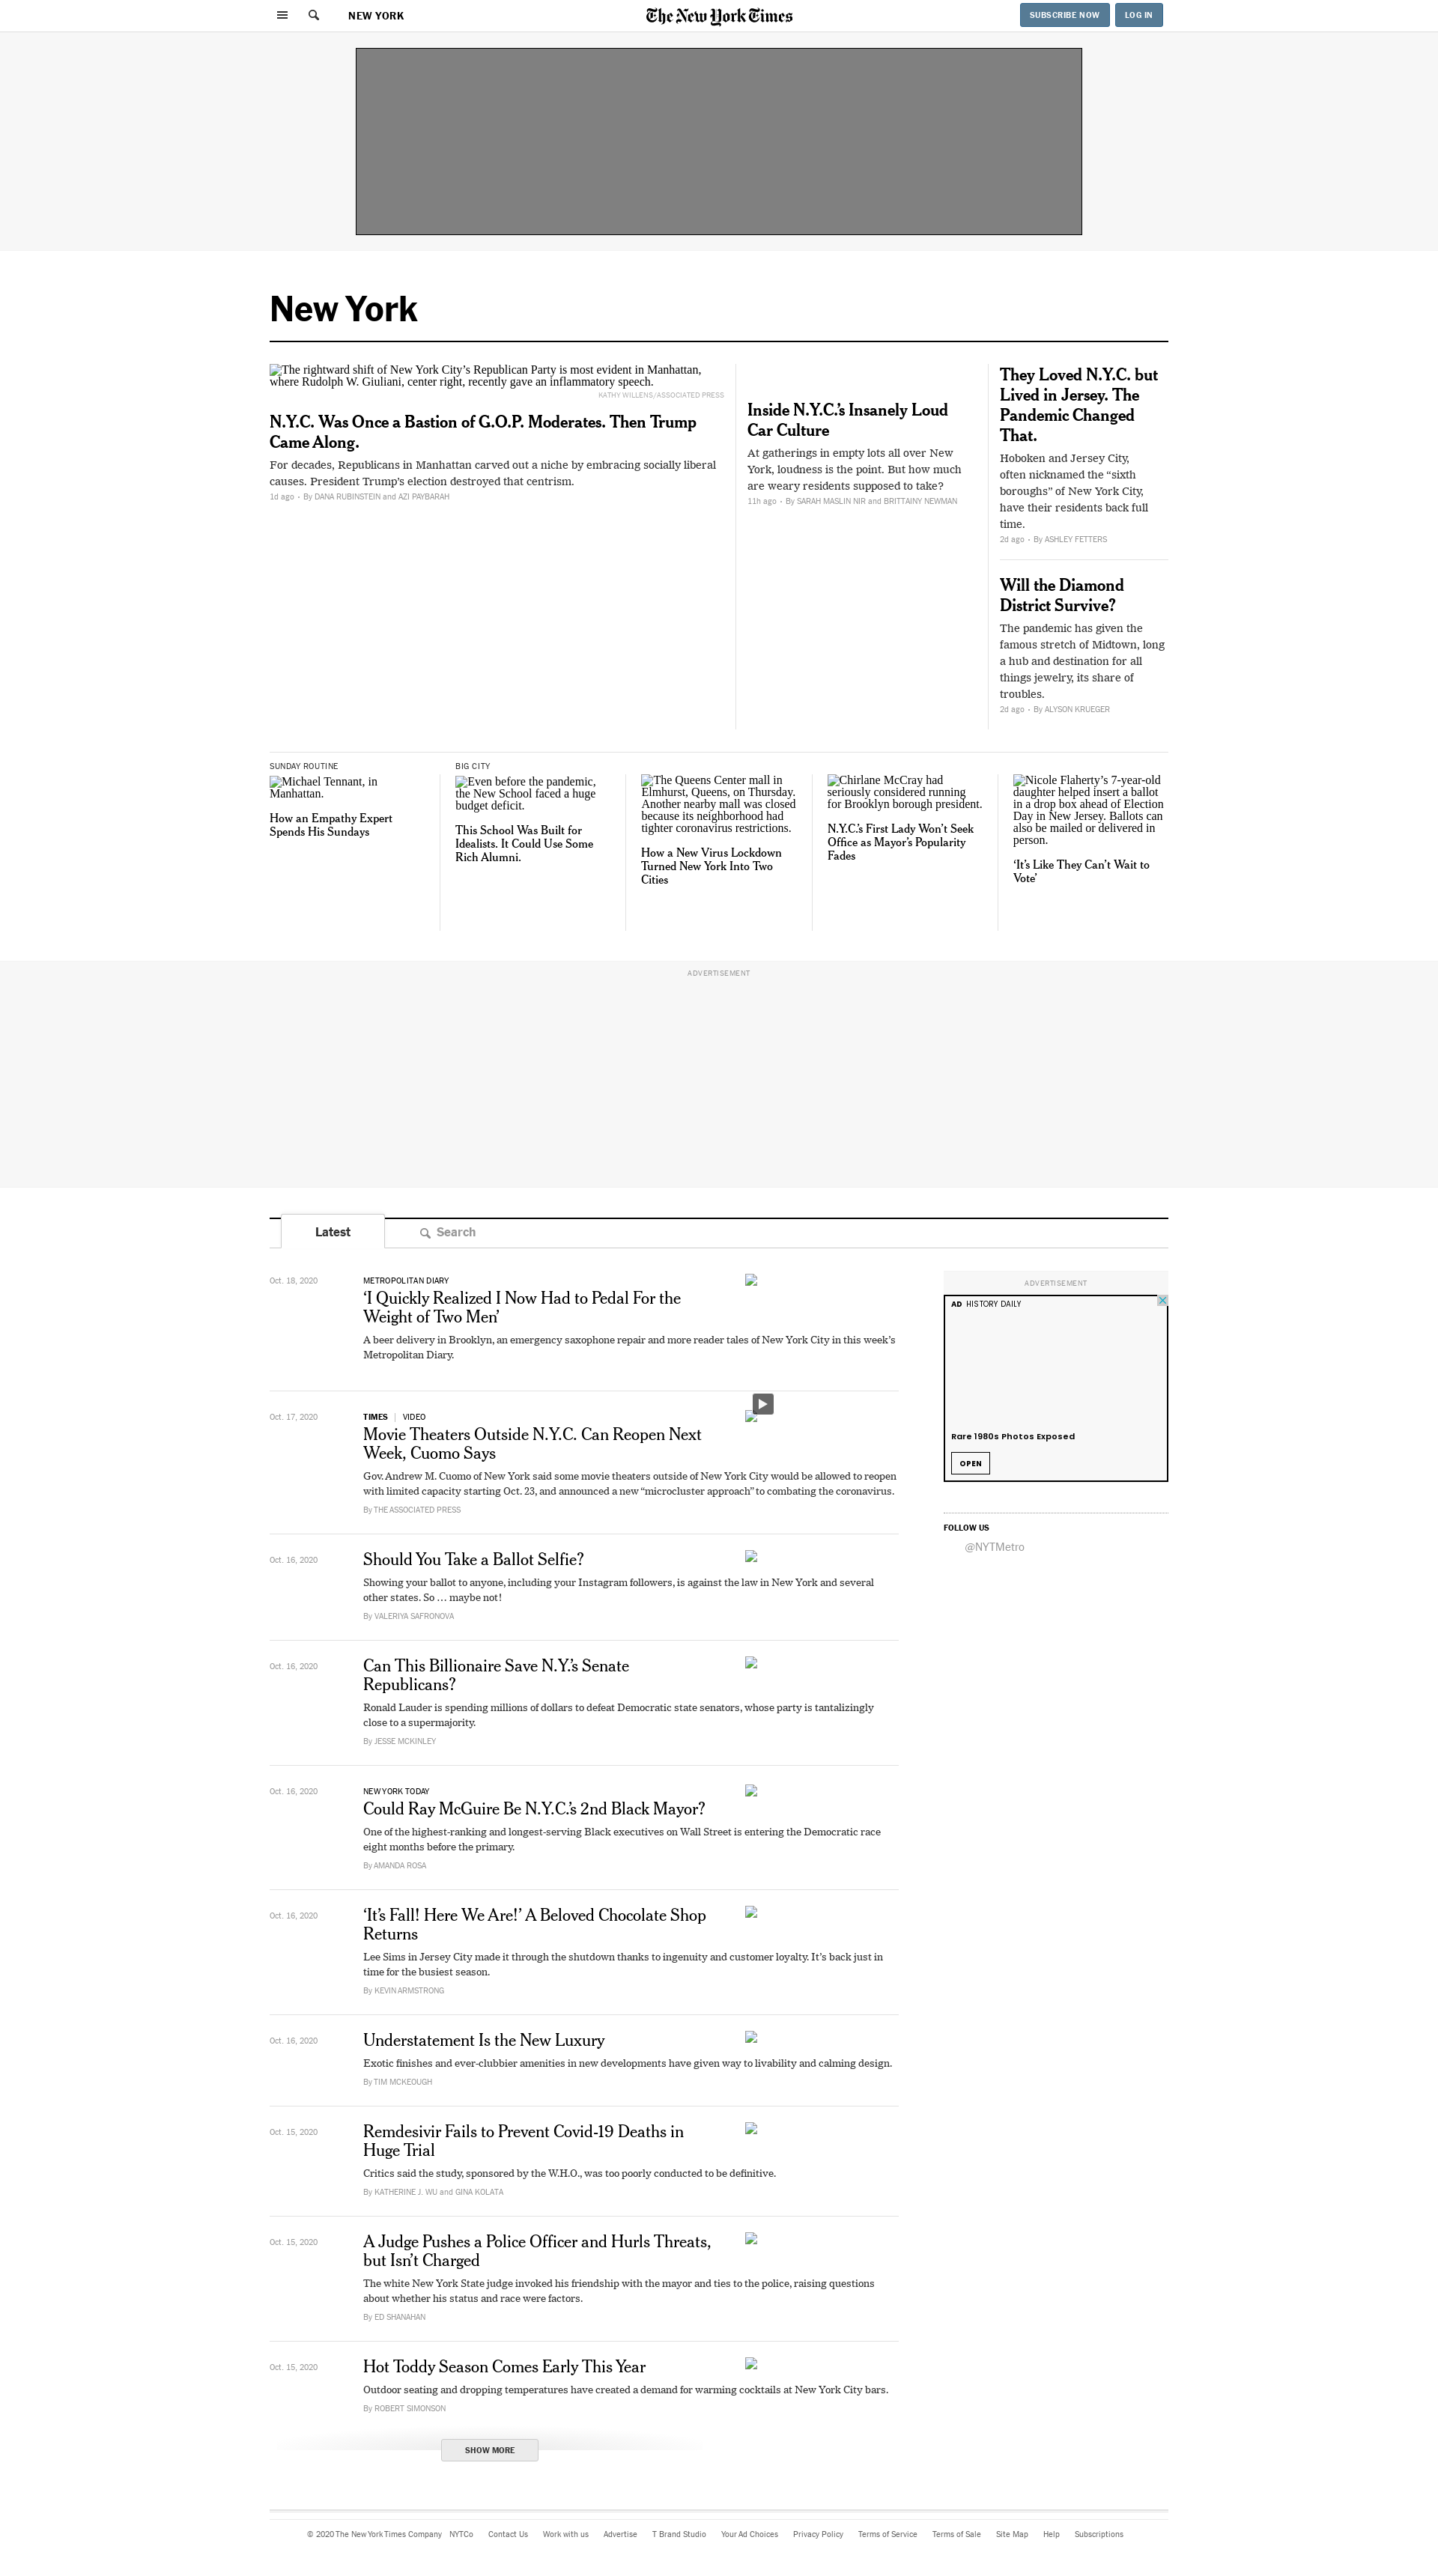 NEW YORK
The New York Times
SUBSCRIBE NOW
LOG IN
New York
The rightward shift of New York City’s Republican Party is most evident in Manhattan,
where Rudolph W. Giuliani, center right, recently gave an inflammatory speech.
KATHY WILLENS/ASSOCIATED PRESS
N.Y.C. Was Once a Bastion of G.O.P. Moderates. Then Trump
Came Along.
For decades, Republicans in Manhattan carved out a niche by embracing socially liberal
causes. President Trump’s election destroyed that centrism.
1d ago • By DANA RUBINSTEIN and AZI PAYBARAH
Inside N.Y.C.’s Insanely Loud
Car Culture
At gatherings in empty lots all over New
York, loudness is the point. But how much
are weary residents supposed to take?
11h ago • By SARAH MASLIN NIR and BRITTAINY NEWMAN
They Loved N.Y.C. but
Lived in Jersey. The
Pandemic Changed
That.
Hoboken and Jersey City,
often nicknamed the “sixth
boroughs” of New York City,
have their residents back full
time.
2d ago • By ASHLEY FETTERS
Will the Diamond
District Survive?
The pandemic has given the
famous stretch of Midtown, long
a hub and destination for all
things jewelry, its share of
troubles.
2d ago • By ALYSON KRUEGER
SUNDAY ROUTINE
Michael Tennant, in
Manhattan.
How an Empathy Expert
Spends His Sundays
BIG CITY
Even before the pandemic,
the New School faced a huge
budget deficit.
This School Was Built for
Idealists. It Could Use Some
Rich Alumni.
The Queens Center mall in
Elmhurst, Queens, on Thursday.
Another nearby mall was closed
because its neighborhood had
tighter coronavirus restrictions.
How a New Virus Lockdown
Turned New York Into Two
Cities
Chirlane McCray had
seriously considered running
for Brooklyn borough president.
N.Y.C.’s First Lady Won’t Seek
Office as Mayor’s Popularity
Fades
Nicole Flaherty’s 7-year-old
daughter helped insert a ballot
in a drop box ahead of Election
Day in New Jersey. Ballots can
also be mailed or delivered in
person.
‘It’s Like They Can’t Wait to
Vote’
ADVERTISEMENT
Latest
Search
Oct. 18, 2020
METROPOLITAN DIARY
‘I Quickly Realized I Now Had to Pedal For the
Weight of Two Men’
A beer delivery in Brooklyn, an emergency saxophone repair and more reader tales of New York City in this week’s
Metropolitan Diary.
Oct. 17, 2020
TIMES | VIDEO
Movie Theaters Outside N.Y.C. Can Reopen Next
Week, Cuomo Says
Gov. Andrew M. Cuomo of New York said some movie theaters outside of New York City would be allowed to reopen
with limited capacity starting Oct. 23, and announced a new “microcluster approach” to combating the coronavirus.
By THE ASSOCIATED PRESS
Oct. 16, 2020
Should You Take a Ballot Selfie?
Showing your ballot to anyone, including your Instagram followers, is against the law in New York and several
other states. So … maybe not!
By VALERIYA SAFRONOVA
Oct. 16, 2020
Can This Billionaire Save N.Y.’s Senate
Republicans?
Ronald Lauder is spending millions of dollars to defeat Democratic state senators, whose party is tantalizingly
close to a supermajority.
By JESSE MCKINLEY
Oct. 16, 2020
NEW YORK TODAY
Could Ray McGuire Be N.Y.C.’s 2nd Black Mayor?
One of the highest-ranking and longest-serving Black executives on Wall Street is entering the Democratic race
eight months before the primary.
By AMANDA ROSA
Oct. 16, 2020
‘It’s Fall! Here We Are!’ A Beloved Chocolate Shop
Returns
Lee Sims in Jersey City made it through the shutdown thanks to ingenuity and customer loyalty. It’s back just in
time for the busiest season.
By KEVIN ARMSTRONG
Oct. 16, 2020
Understatement Is the New Luxury
Exotic finishes and ever-clubbier amenities in new developments have given way to livability and calming design.
By TIM MCKEOUGH
Oct. 15, 2020
Remdesivir Fails to Prevent Covid-19 Deaths in
Huge Trial
Critics said the study, sponsored by the W.H.O., was too poorly conducted to be definitive.
By KATHERINE J. WU and GINA KOLATA
Oct. 15, 2020
A Judge Pushes a Police Officer and Hurls Threats,
but Isn’t Charged
The white New York State judge invoked his friendship with the mayor and ties to the police, raising questions
about whether his status and race were factors.
By ED SHANAHAN
Oct. 15, 2020
Hot Toddy Season Comes Early This Year
Outdoor seating and dropping temperatures have created a demand for warming cocktails at New York City bars.
By ROBERT SIMONSON
SHOW MORE
ADVERTISEMENT
AD HISTORY DAILY
Rare 1980s Photos Exposed
OPEN
FOLLOW US
@NYTMetro
© 2020 The New York Times Company NYTCo Contact Us Work with us Advertise T Brand Studio Your Ad Choices Privacy Policy Terms of Service Terms of Sale Site Map Help Subscriptions